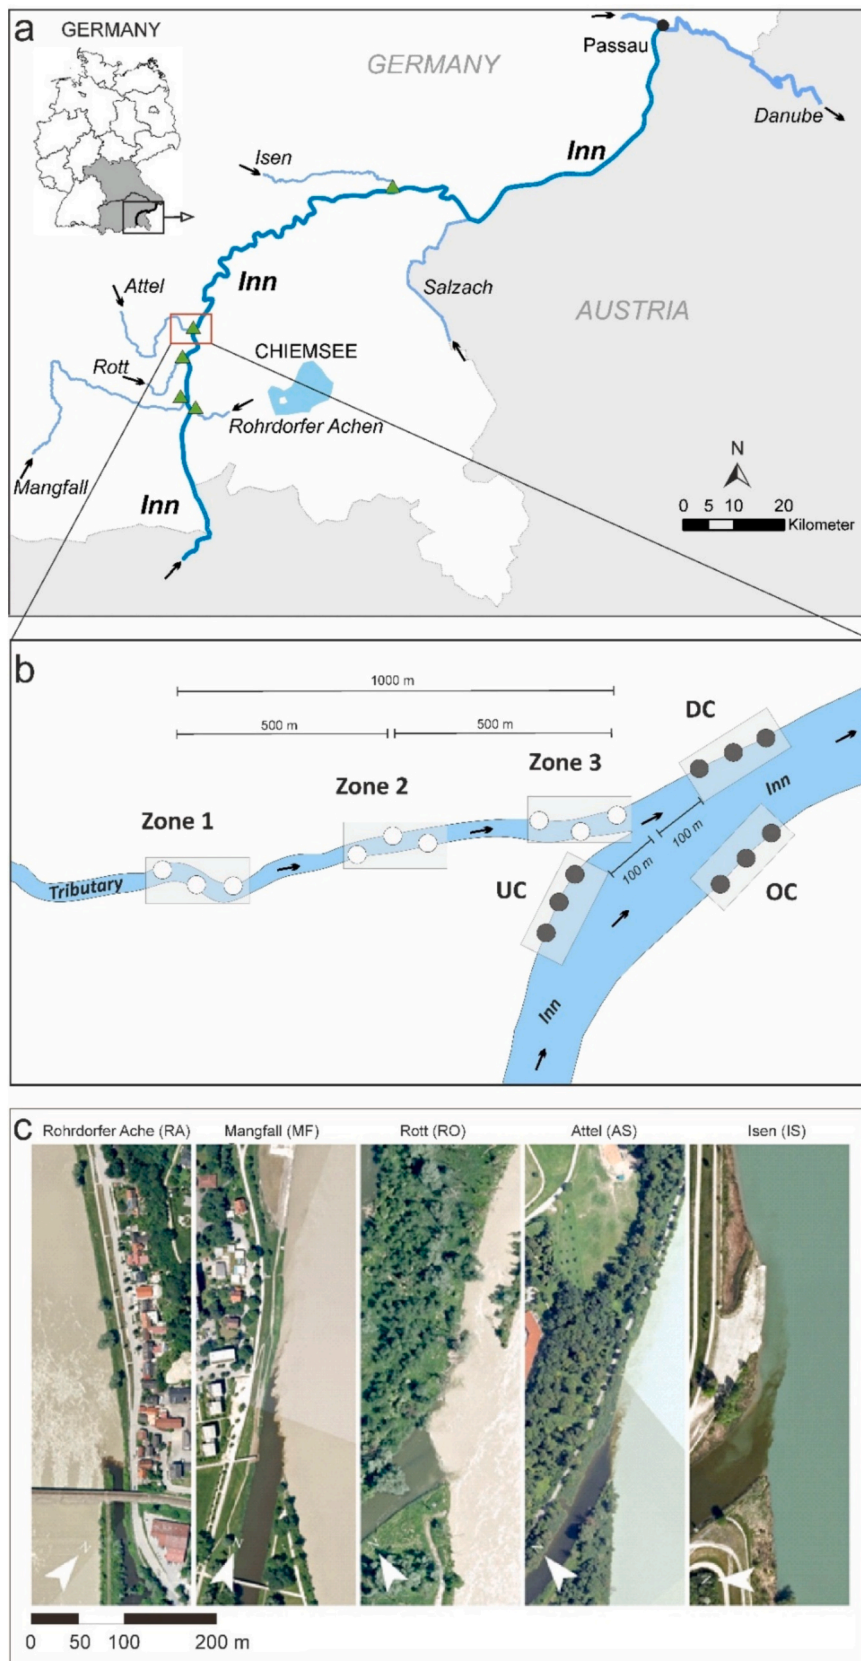 a
GERMANY
GERMANY
Passau
Danube
Inn
Isen
Inn
Salzach
Attel
AUSTRIA
CHIEMSEE
Rott
Rohrdorfer Achen
Mangfall
Inn
N
0 5 10 20
Kilometer
b
1000 m
500 m 500 m
DC
Zone 3
Zone 2
Zone 1
Inn
100 m
100 m
Tributary
UC
OC
Inn
c
Rohrdorfer Ache (RA) Mangfall (MF) Rott (RO) Attel (AS) Isen (IS)
N N N N N
0 50 100 200 m